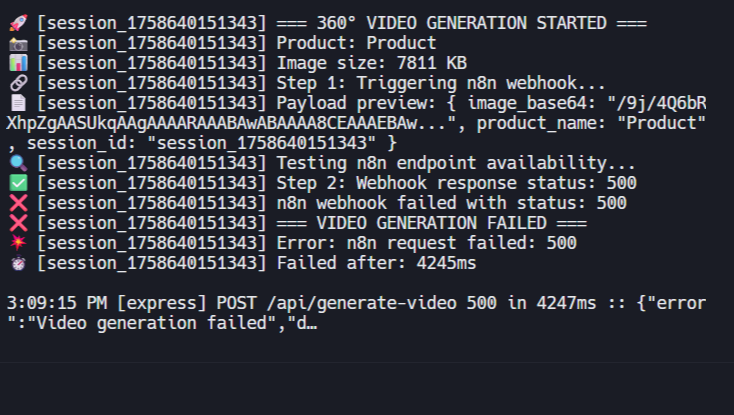 🚀 [session_1758640151343] === 360° VIDEO GENERATION STARTED ===
📸 [session_1758640151343] Product: Product
📊 [session_1758640151343] Image size: 7811 KB
🔗 [session_1758640151343] Step 1: Triggering n8n webhook...
📄 [session_1758640151343] Payload preview: { image_base64: "/9j/4Q6bR
XhpZgAASUkqAAgAAAARAAABAwABAAAA8CEAAAEBAw...", product_name: "Product"
, session_id: "session_1758640151343" }
🔍 [session_1758640151343] Testing n8n endpoint availability...
✅ [session_1758640151343] Step 2: Webhook response status: 500
❌ [session_1758640151343] n8n webhook failed with status: 500
❌ [session_1758640151343] === VIDEO GENERATION FAILED ===
💥 [session_1758640151343] Error: n8n request failed: 500
⏱️ [session_1758640151343] Failed after: 4245ms
3:09:15 PM [express] POST /api/generate-video 500 in 4247ms :: {"error
":"Video generation failed","d…